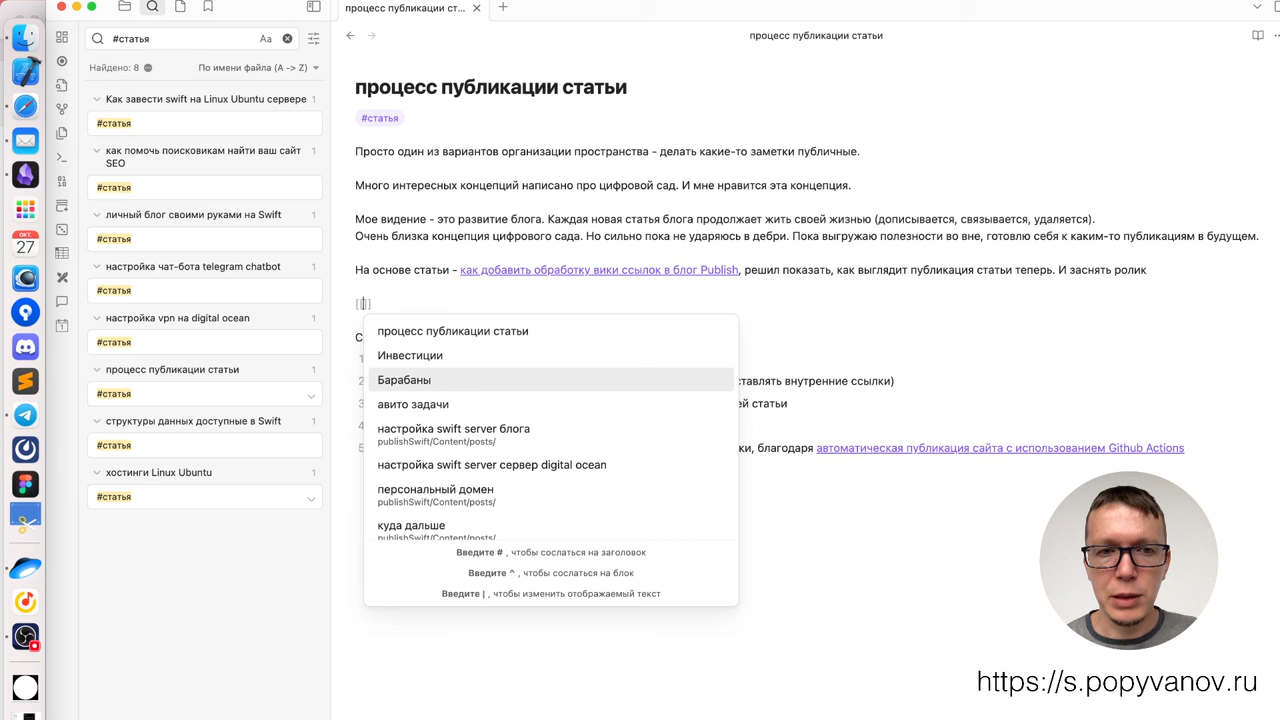 процесс публикации ст...
#статья
Aa
Найдено: 8
По имени файла (A -> Z)
Как завести swift на Linux Ubuntu сервере
1
#статья
как помочь поисковикам найти ваш сайт
SEO
1
#статья
личный блог своими руками на Swift
1
#статья
настройка чат-бота telegram chatbot
1
#статья
настройка vpn на digital ocean
1
#статья
процесс публикации статьи
1
#статья
структуры данных доступные в Swift
1
#статья
хостинги Linux Ubuntu
1
#статья
ОКТ.
27
процесс публикации статьи
процесс публикации статьи
#статья
Просто один из вариантов организации пространства - делать какие-то заметки публичные.
Много интересных концепций написано про цифровой сад. И мне нравится эта концепция.
Мое видение - это развитие блога. Каждая новая статья блога продолжает жить своей жизнью (дописывается, связывается, удаляется).
Очень близка концепция цифрового сада. Но сильно пока не ударяюсь в дебри. Пока выгружаю полезности во вне, готовлю себя к каким-то публикациям в будущем.
На основе статьи - как добавить обработку вики ссылок в блог Publish, решил показать, как выглядит публикация статьи теперь. И заснять ролик
[[]]
С
1
2
ставлять внутренние ссылки)
3
ей статьи
4
5
ки, благодаря автоматическая публикация сайта с использованием Github Actions
процесс публикации статьи
Инвестиции
Барабаны
авито задачи
настройка swift server блога
publishSwift/Content/posts/
настройка swift server сервер digital ocean
персональный домен
publishSwift/Content/posts/
куда дальше
publishSwift/Content/posts/
Введите # , чтобы сослаться на заголовок
Введите ^ , чтобы сослаться на блок
Введите | , чтобы изменить отображаемый текст
https://s.popyvanov.ru